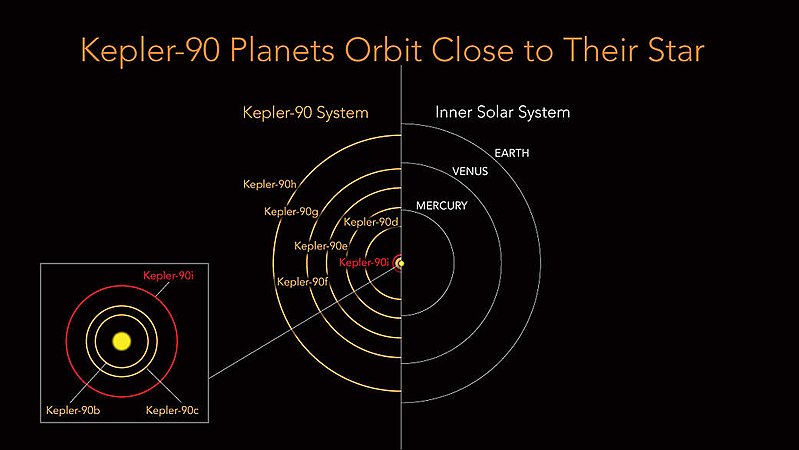 Kepler-90 Planets Orbit Close to Their Star
Kepler-90 System
Inner Solar System
EARTH
VENUS
MERCURY
Kepler-90h
Kepler-90g
Kepler-90d
Kepler-90e
Kepler-90i
Kepler-90f
Kepler-90i
Kepler-90b
Kepler-90c